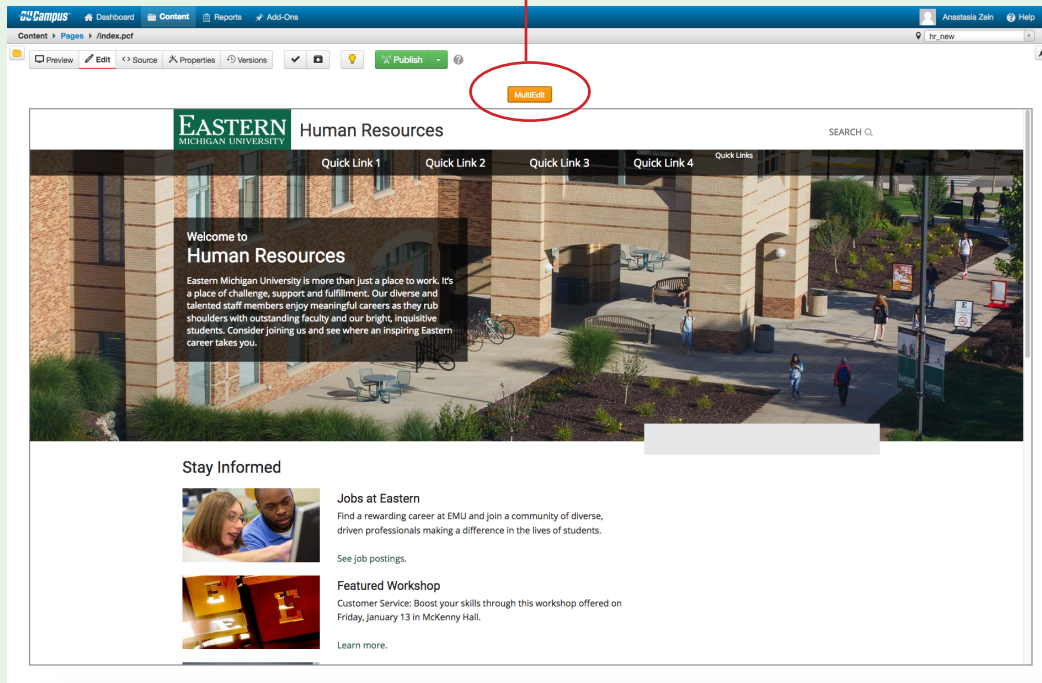 OU Campus Dashboard Content Reports Add-Ons Anastasia Zein Help
Content Pages /index.pcf hr_new
Preview Edit Source Properties Versions Publish
MultiEdit
EASTERN
MICHIGAN UNIVERSITY
Human Resources
SEARCH
Quick Link 1 Quick Link 2 Quick Link 3 Quick Link 4 Quick Links
Welcome to
Human Resources
Eastern Michigan University is more than just a place to work. It's
a place of challenge, support and fulfillment. Our diverse and
talented staff members enjoy meaningful careers as they rub
shoulders with outstanding faculty and our bright, inquisitive
students. Consider joining us and see where an inspiring Eastern
career takes you.
E
EASTERN EASTERN
Stay Informed
Jobs at Eastern
Find a rewarding career at EMU and join a community of diverse,
driven professionals making a difference in the lives of students.
See job postings.
E E
E
Featured Workshop
Customer Service: Boost your skills through this workshop offered on
Friday, January 13 in McKenny Hall.
Learn more.